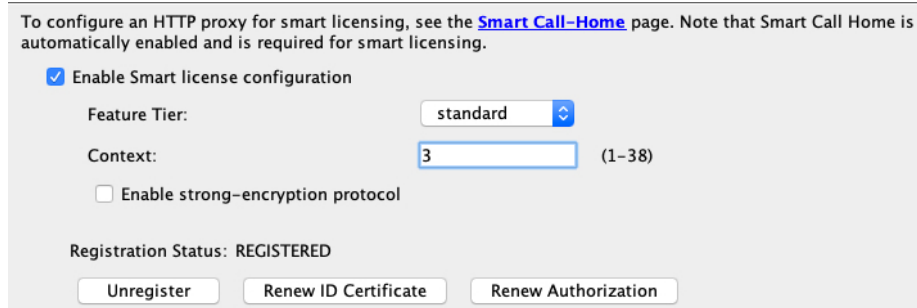 To configure an HTTP proxy for smart licensing, see the Smart Call-Home page. Note that Smart Call Home is
automatically enabled and is required for smart licensing.
Enable Smart license configuration
Feature Tier: standard
Context: 3 (1-38)
Enable strong-encryption protocol
Registration Status: REGISTERED
Unregister Renew ID Certificate Renew Authorization